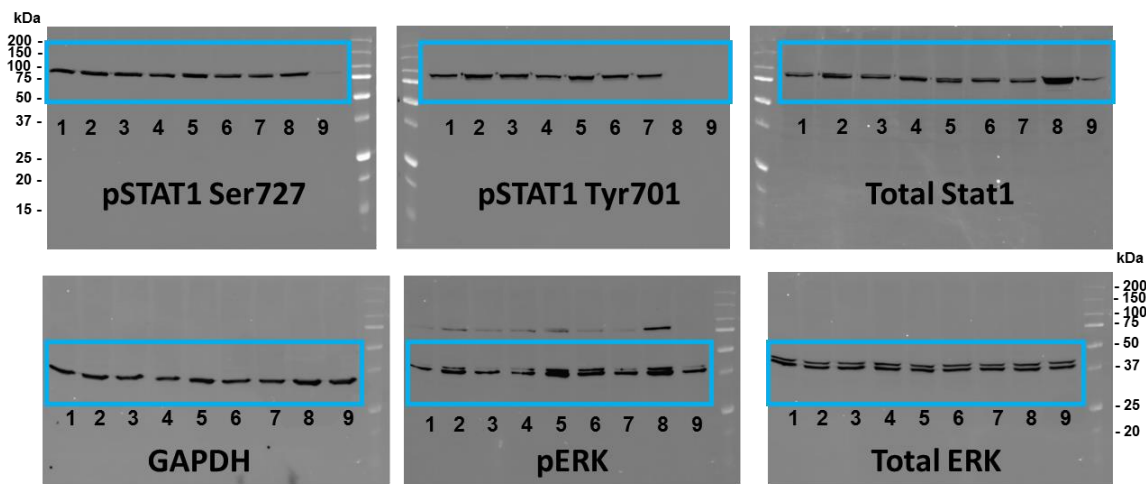 kDa
200 -
150 -
100 -
75 -
50 -
37 -
25 -
20 -
15 -
1 2 3 4 5 6 7 8 9
pSTAT1 Ser727
1 2 3 4 5 6 7 8 9
pSTAT1 Tyr701
1 2 3 4 5 6 7 8 9
Total Stat1
1 2 3 4 5 6 7 8 9
GAPDH
1 2 3 4 5 6 7 8 9
pERK
1 2 3 4 5 6 7 8 9
Total ERK
kDa
- 200
- 150
- 100
- 75
- 50
- 37
- 25
- 20